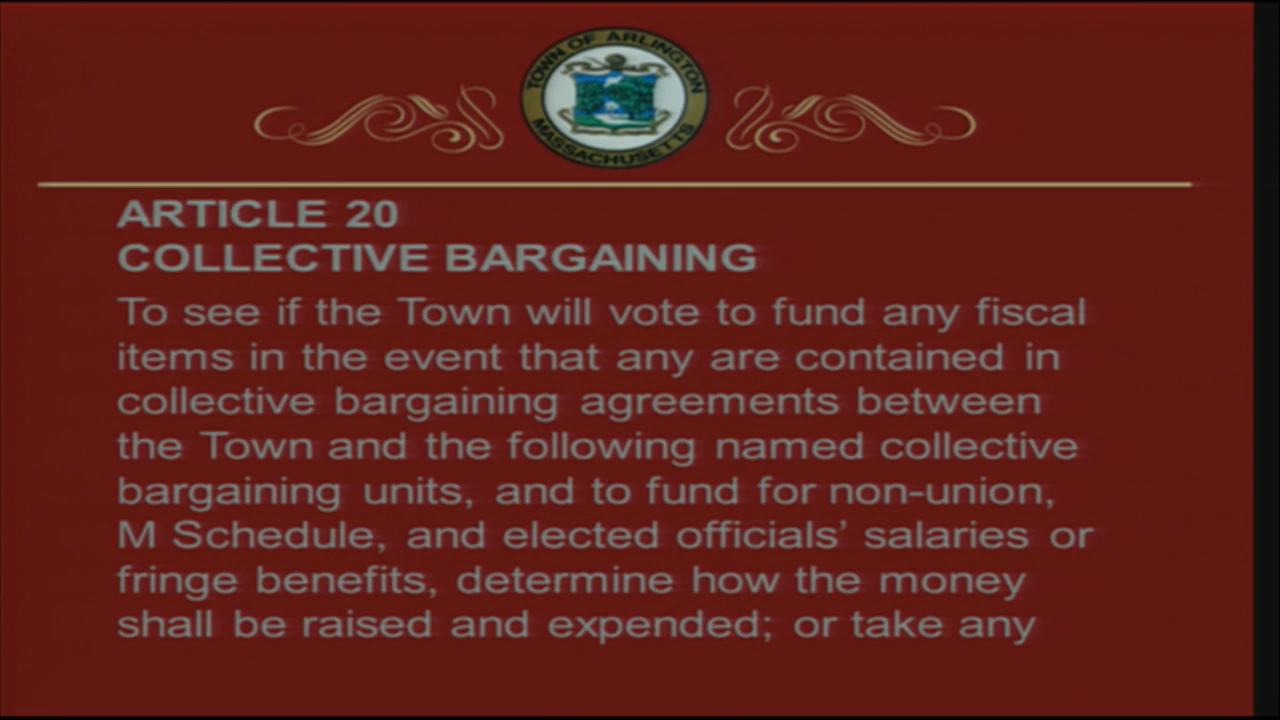 TOWN OF ARLINGTON
MASSACHUSETTS
ARTICLE 20
COLLECTIVE BARGAINING
To see if the Town will vote to fund any fiscal
items in the event that any are contained in
collective bargaining agreements between
the Town and the following named collective
bargaining units, and to fund for non-union,
M Schedule, and elected officials’ salaries or
fringe benefits, determine how the money
shall be raised and expended; or take any